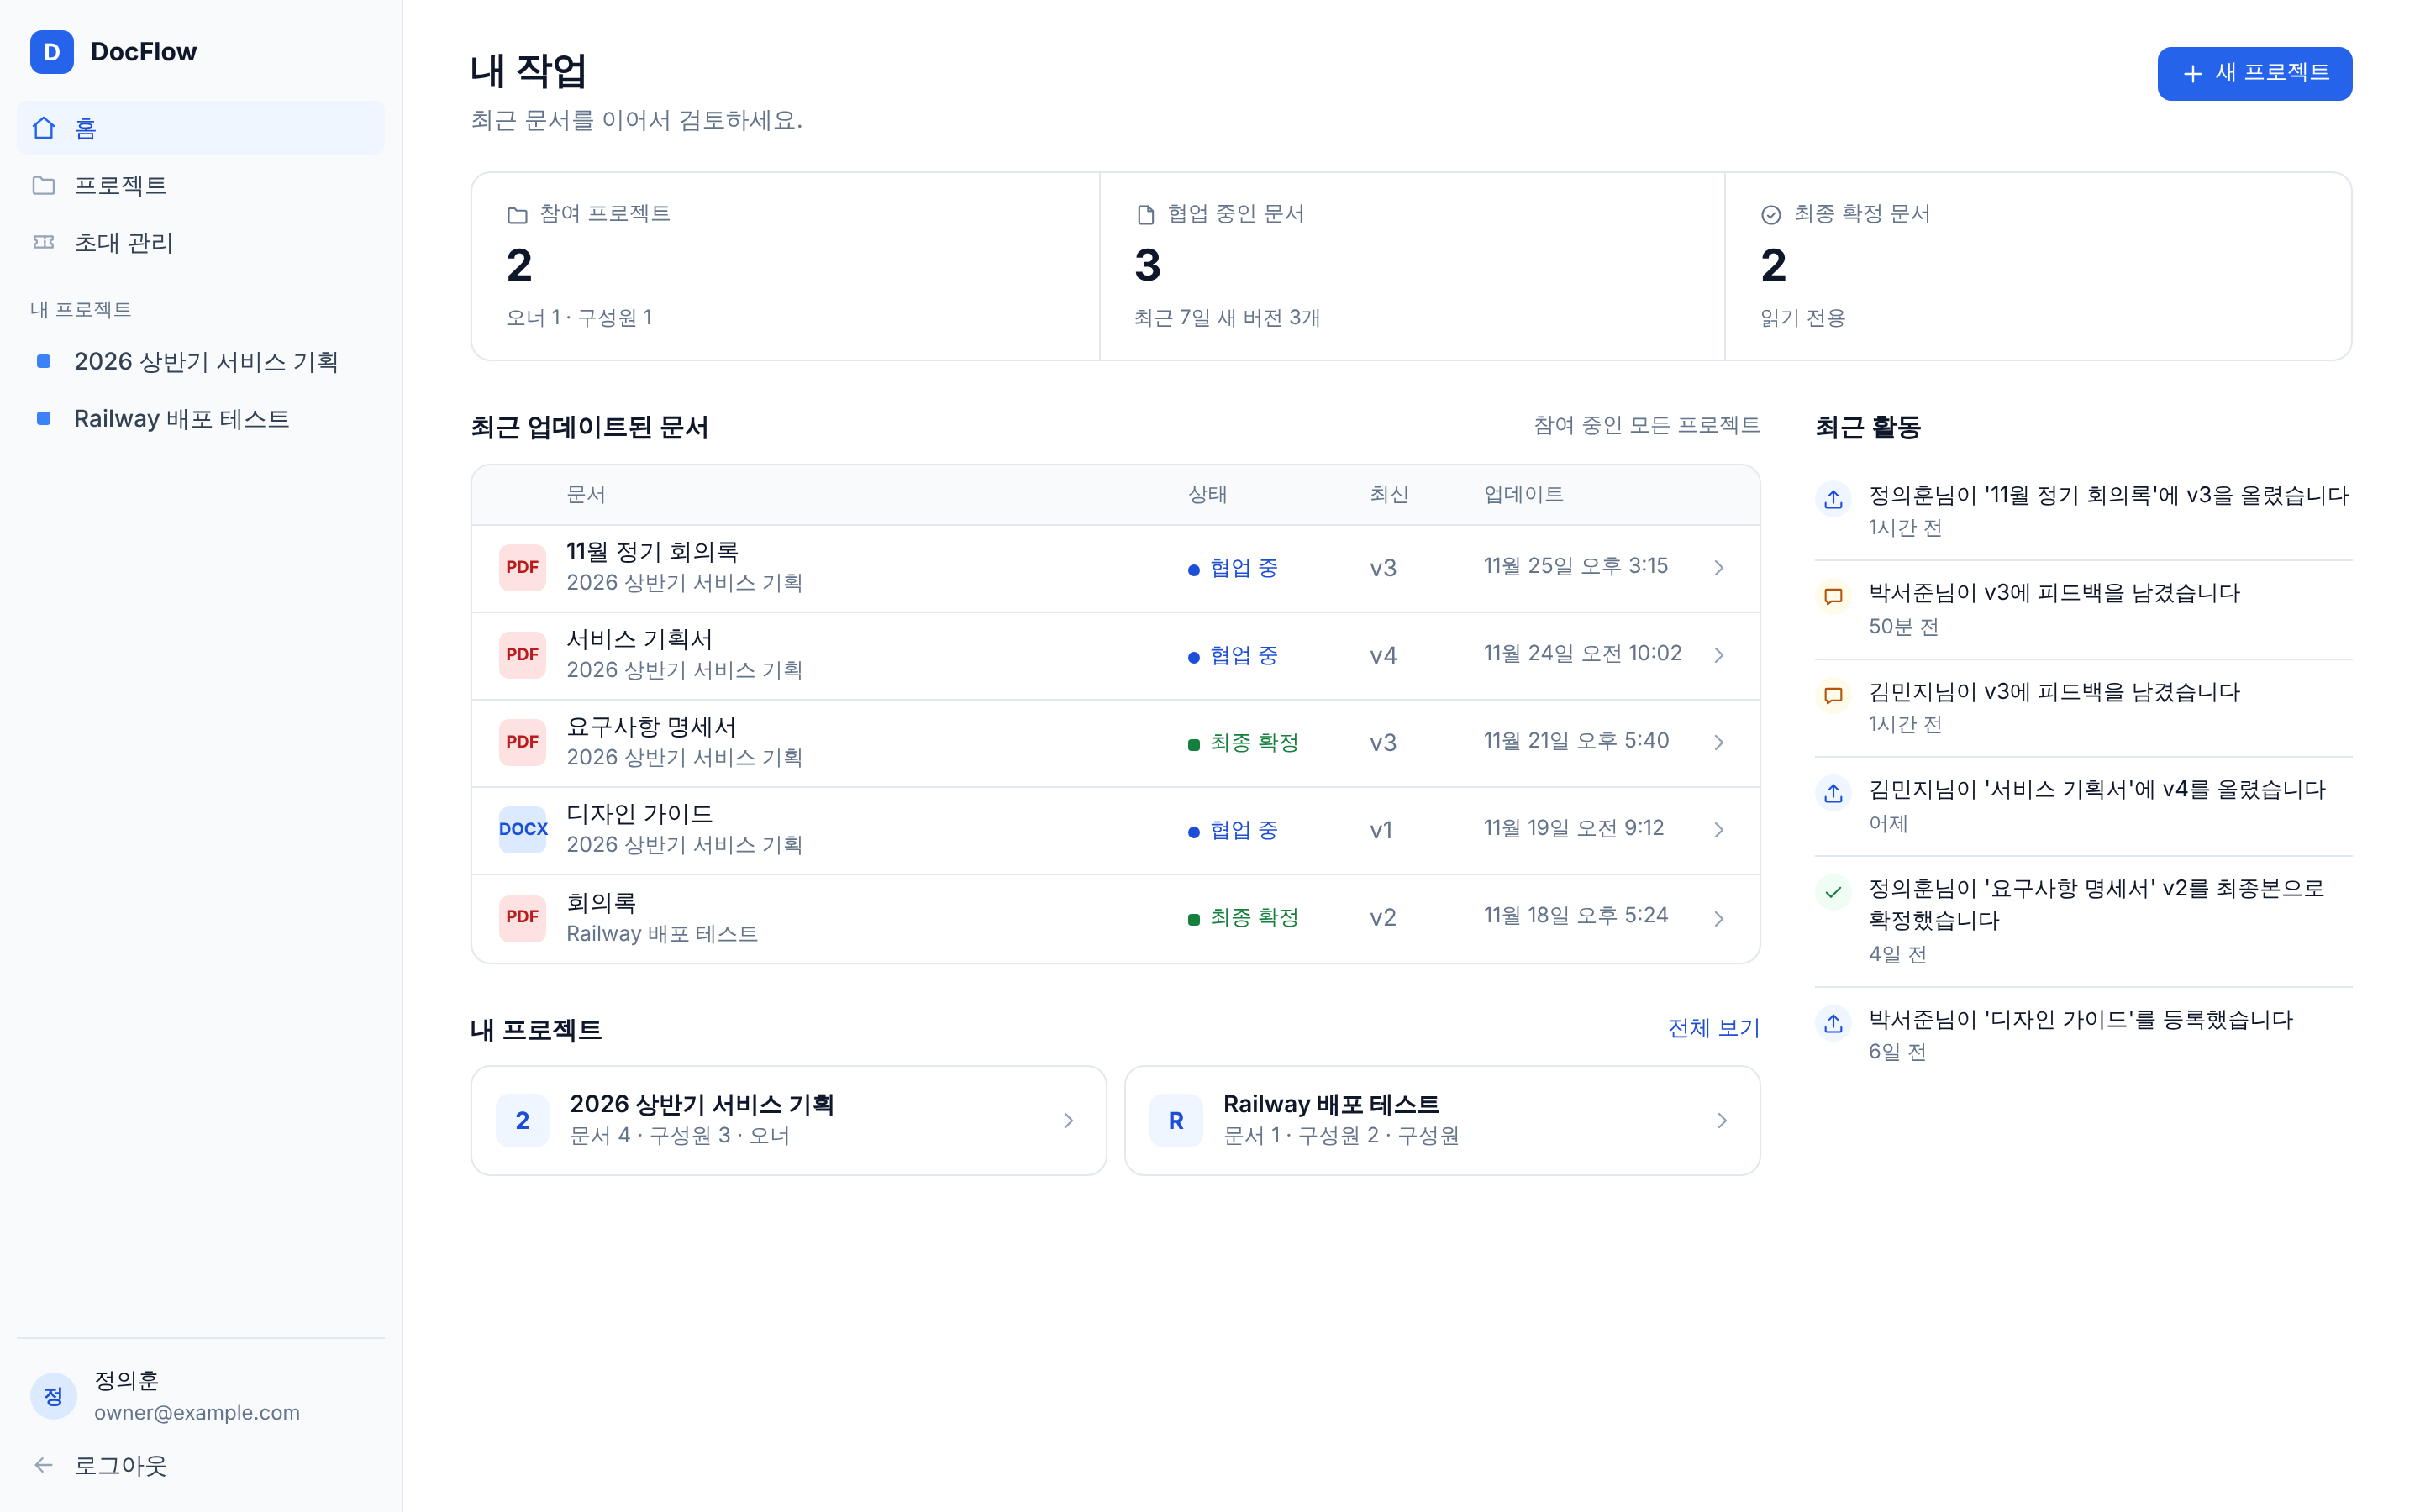 D DocFlow
홈
프로젝트
초대 관리
내 프로젝트
2026 상반기 서비스 기획
Railway 배포 테스트
정 정의훈
owner@example.com
로그아웃
내 작업
최근 문서를 이어서 검토하세요.
+ 새 프로젝트
참여 프로젝트
2
오너 1 · 구성원 1
협업 중인 문서
3
최근 7일 새 버전 3개
최종 확정 문서
2
읽기 전용
최근 업데이트된 문서
참여 중인 모든 프로젝트
문서 상태 최신 업데이트
PDF 11월 정기 회의록 협업 중 v3 11월 25일 오후 3:15
2026 상반기 서비스 기획
PDF 서비스 기획서 협업 중 v4 11월 24일 오전 10:02
2026 상반기 서비스 기획
PDF 요구사항 명세서 최종 확정 v3 11월 21일 오후 5:40
2026 상반기 서비스 기획
DOCX 디자인 가이드 협업 중 v1 11월 19일 오전 9:12
2026 상반기 서비스 기획
PDF 회의록 최종 확정 v2 11월 18일 오후 5:24
Railway 배포 테스트
내 프로젝트
전체 보기
2 2026 상반기 서비스 기획
문서 4 · 구성원 3 · 오너
R Railway 배포 테스트
문서 1 · 구성원 2 · 구성원
최근 활동
정의훈님이 '11월 정기 회의록'에 v3을 올렸습니다
1시간 전
박서준님이 v3에 피드백을 남겼습니다
50분 전
김민지님이 v3에 피드백을 남겼습니다
1시간 전
김민지님이 '서비스 기획서'에 v4를 올렸습니다
어제
정의훈님이 '요구사항 명세서' v2를 최종본으로
확정했습니다
4일 전
박서준님이 '디자인 가이드'를 등록했습니다
6일 전